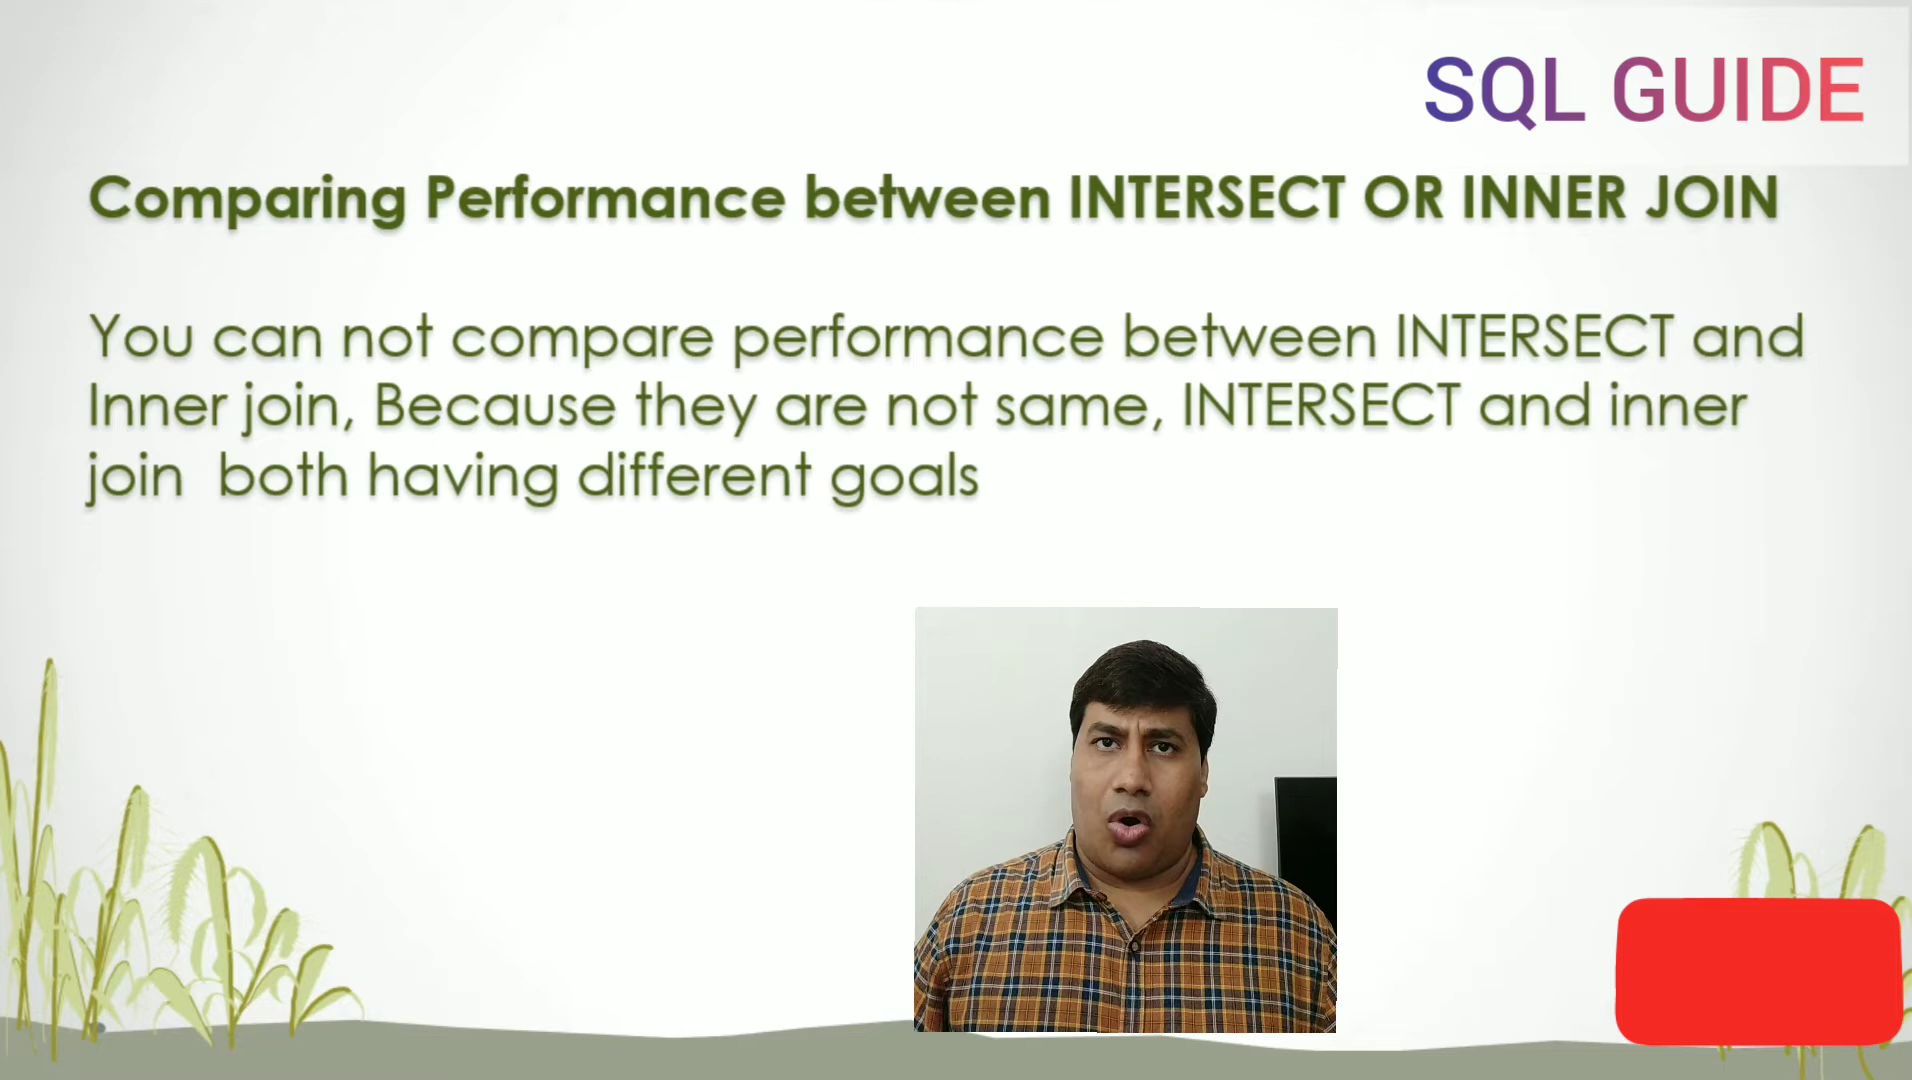 SQL GUIDE
Comparing Performance between INTERSECT OR INNER JOIN
You can not compare performance between INTERSECT and
Inner join, Because they are not same, INTERSECT and inner
join  both having different goals